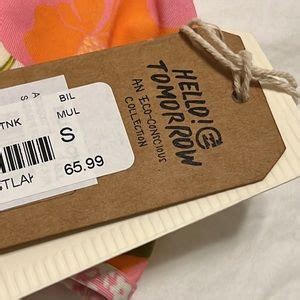 HELLO!
TOMORROW
AN ECO-CONSCIOUS
COLLECTION
A
S
TNK
BIL
MUL
S
65.99